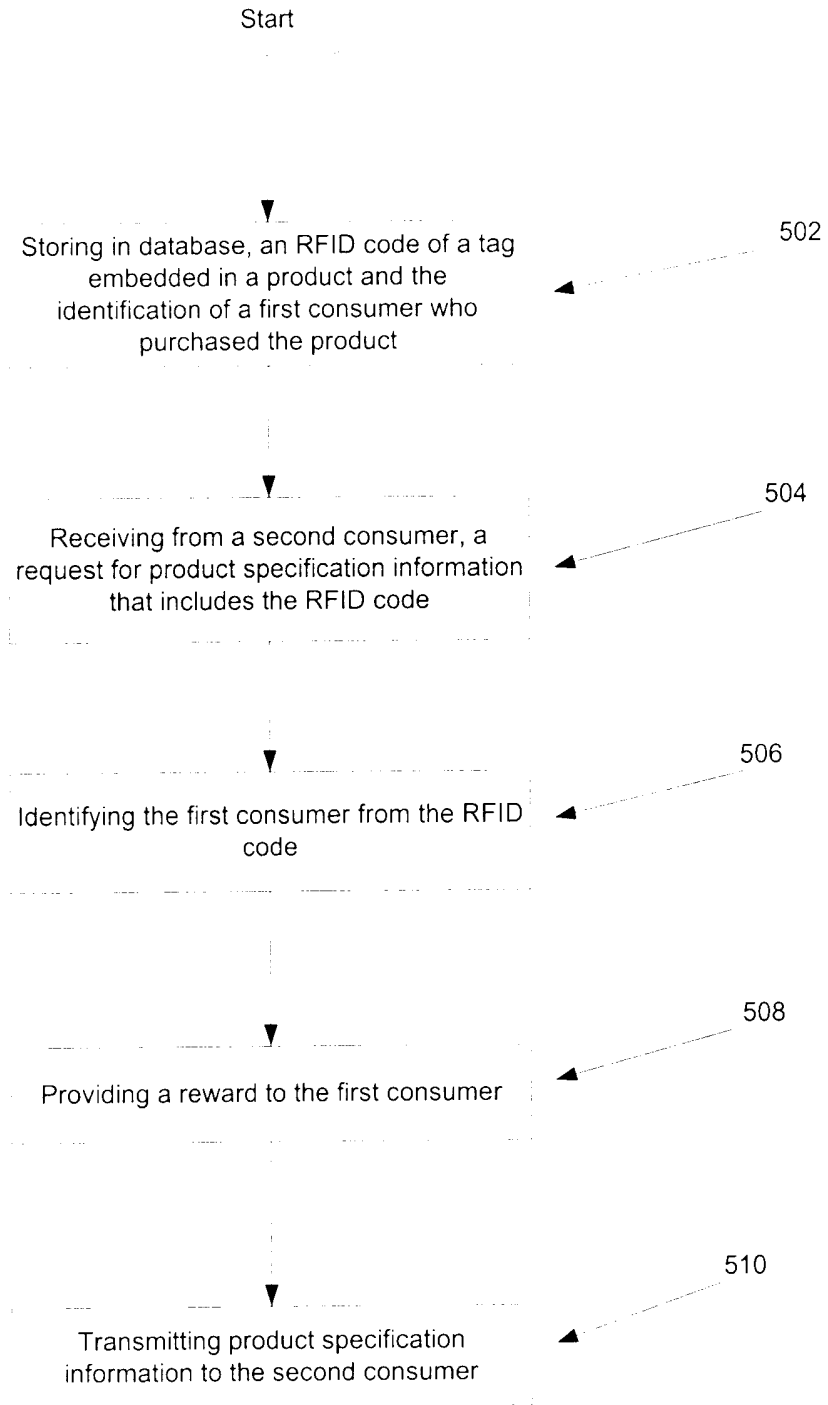 Start
502
Storing in database, an RFID code of a tag
embedded in a product and the
identification of a first consumer who
purchased the product
504
Receiving from a second consumer, a
request for product specification information
that includes the RFID code
506
Identifying the first consumer from the RFID
code
508
Providing a reward to the first consumer
510
Transmitting product specification
information to the second consumer